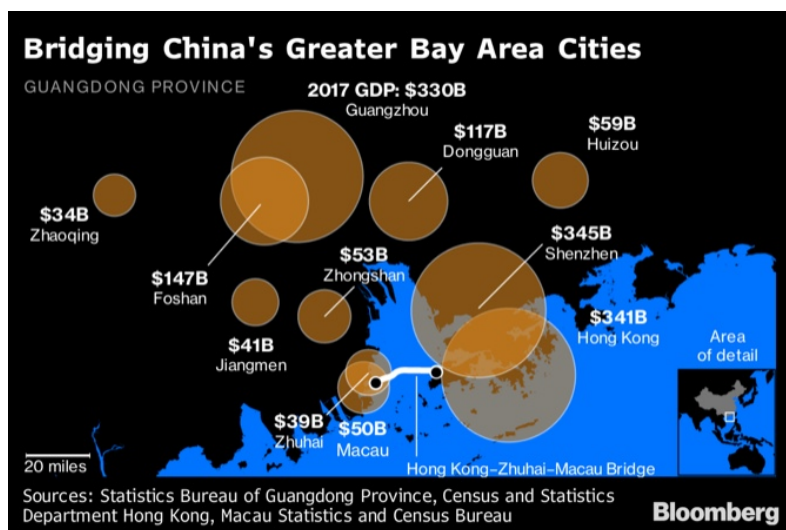 Bridging China's Greater Bay Area Cities
GUANGDONG PROVINCE
2017 GDP: $330B
Guangzhou
$117B
Dongguan
$59B
Huizou
$34B
Zhaoqing
$147B
Foshan
$53B
Zhongshan
$345B
Shenzhen
$41B
Jiangmen
$341B
Hong Kong
Area
of detail
$39B
Zhuhai
$50B
Macau
Hong Kong–Zhuhai–Macau Bridge
20 miles
Sources: Statistics Bureau of Guangdong Province, Census and Statistics
Department Hong Kong, Macau Statistics and Census Bureau
Bloomberg